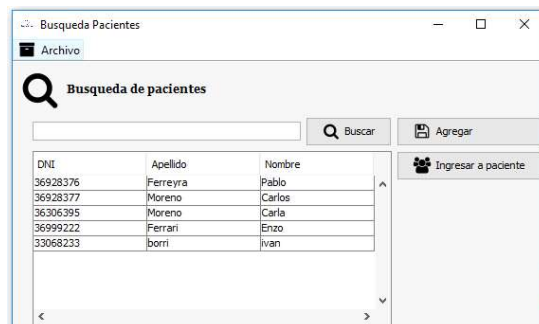 Busqueda Pacientes
Archivo
Busqueda de pacientes
Buscar
Agregar
Ingresar a paciente
DNI Apellido Nombre
36928376 Ferreyra Pablo
36928377 Moreno Carlos
36306395 Moreno Carla
36999222 Ferrari Enzo
33068233 borri ivan